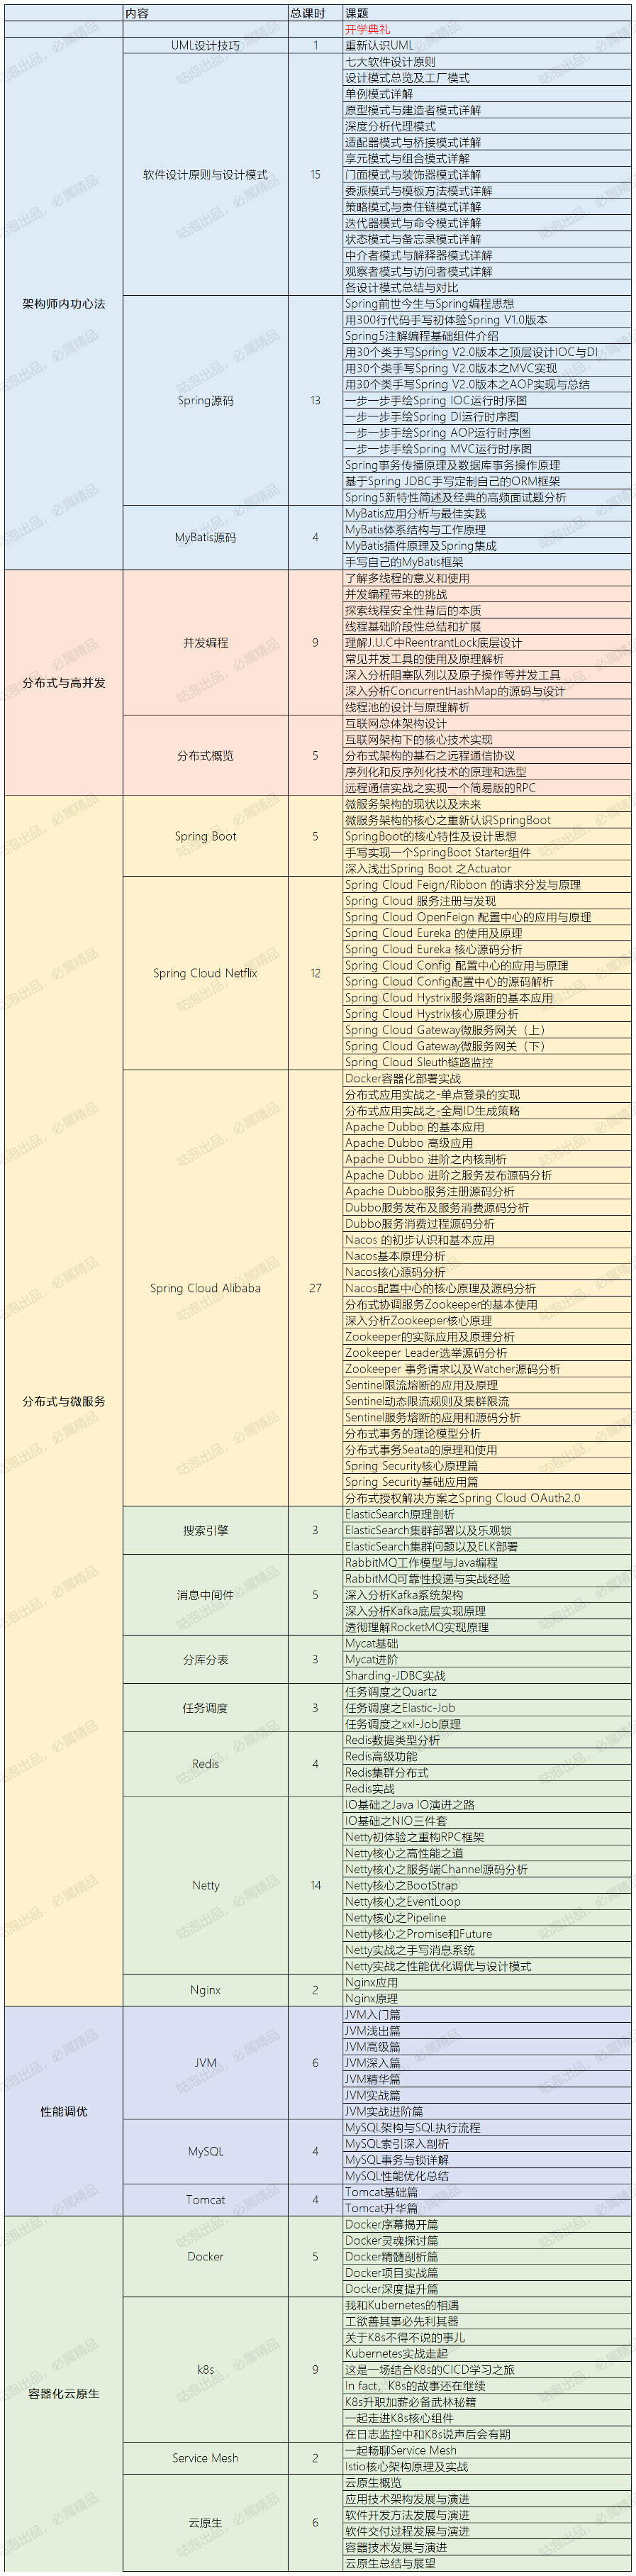 内容 总课时 课题
开学典礼
架构师内功心法
UML设计技巧 1 重新认识UML
软件设计原则与设计模式 15
七大软件设计原则
设计模式总览及工厂模式
单例模式详解
原型模式与建造者模式详解
深度分析代理模式
适配器模式与桥接模式详解
享元模式与组合模式详解
门面模式与装饰器模式详解
委派模式与模板方法模式详解
策略模式与责任链模式详解
迭代器模式与命令模式详解
状态模式与备忘录模式详解
中介者模式与解释器模式详解
观察者模式与访问者模式详解
各设计模式总结与对比
Spring源码 13
Spring前世今生与Spring编程思想
用300行代码手写初体验Spring V1.0版本
Spring5注解编程基础组件介绍
用30个类手写Spring V2.0版本之顶层设计IOC与DI
用30个类手写Spring V2.0版本之MVC实现
用30个类手写Spring V2.0版本之AOP实现与总结
一步一步手绘Spring IOC运行时序图
一步一步手绘Spring DI运行时序图
一步一步手绘Spring AOP运行时序图
一步一步手绘Spring MVC运行时序图
Spring事务传播原理及数据库事务操作原理
基于Spring JDBC手写定制自己的ORM框架
Spring5新特性简述及经典的高频面试题分析
MyBatis源码 4
MyBatis应用分析与最佳实践
MyBatis体系结构与工作原理
MyBatis插件原理及Spring集成
手写自己的MyBatis框架
分布式与高并发
并发编程 9
了解多线程的意义和使用
并发编程带来的挑战
探索线程安全性背后的本质
线程基础阶段性总结和扩展
理解J.U.C中ReentrantLock底层设计
常见并发工具的使用及原理解析
深入分析阻塞队列以及原子操作等并发工具
深入分析ConcurrentHashMap的源码与设计
线程池的设计与原理解析
分布式概览 5
互联网总体架构设计
互联网架构下的核心技术实现
分布式架构的基石之远程通信协议
序列化和反序列化技术的原理和选型
远程通信实战之实现一个简易版的RPC
分布式与微服务
Spring Boot 5
微服务架构的现状以及未来
微服务架构的核心之重新认识SpringBoot
SpringBoot的核心特性及设计思想
手写实现一个SpringBoot Starter组件
深入浅出Spring Boot 之Actuator
Spring Cloud Netflix 12
Spring Cloud Feign/Ribbon 的请求分发与原理
Spring Cloud 服务注册与发现
Spring Cloud OpenFeign 配置中心的应用与原理
Spring Cloud Eureka 的使用及原理
Spring Cloud Eureka 核心源码分析
Spring Cloud Config 配置中心的应用与原理
Spring Cloud Config配置中心的源码解析
Spring Cloud Hystrix服务熔断的基本应用
Spring Cloud Hystrix核心原理分析
Spring Cloud Gateway微服务网关（上）
Spring Cloud Gateway微服务网关（下）
Spring Cloud Sleuth链路监控
Spring Cloud Alibaba 27
Docker容器化部署实战
分布式应用实战之-单点登录的实现
分布式应用实战之-全局ID生成策略
Apache Dubbo 的基本应用
Apache Dubbo 高级应用
Apache Dubbo 进阶之内核剖析
Apache Dubbo 进阶之服务发布源码分析
Apache Dubbo服务注册源码分析
Dubbo服务发布及服务消费源码分析
Dubbo服务消费过程源码分析
Nacos 的初步认识和基本应用
Nacos基本原理分析
Nacos核心源码分析
Nacos配置中心的核心原理及源码分析
分布式协调服务Zookeeper的基本使用
深入分析Zookeeper核心原理
Zookeeper的实际应用及原理分析
Zookeeper Leader选举源码分析
Zookeeper 事务请求以及Watcher源码分析
Sentinel限流熔断的应用及原理
Sentinel动态限流规则及集群限流
Sentinel服务熔断的应用和源码分析
分布式事务的理论模型分析
分布式事务Seata的原理和使用
Spring Security核心原理篇
Spring Security基础应用篇
分布式授权解决方案之Spring Cloud OAuth2.0
搜索引擎 3
ElasticSearch原理剖析
ElasticSearch集群部署以及乐观锁
ElasticSearch集群问题以及ELK部署
消息中间件 5
RabbitMQ工作模型与Java编程
RabbitMQ可靠性投递与实战经验
深入分析Kafka系统架构
深入分析Kafka底层实现原理
透彻理解RocketMQ实现原理
分库分表 3
Mycat基础
Mycat进阶
Sharding-JDBC实战
任务调度 3
任务调度之Quartz
任务调度之Elastic-Job
任务调度之xxl-Job原理
Redis 4
Redis数据类型分析
Redis高级功能
Redis集群分布式
Redis实战
Netty 14
IO基础之Java IO演进之路
IO基础之NIO三件套
Netty初体验之重构RPC框架
Netty核心之高性能之道
Netty核心之服务端Channel源码分析
Netty核心之BootStrap
Netty核心之EventLoop
Netty核心之Pipeline
Netty核心之Promise和Future
Netty实战之手写消息系统
Netty实战之性能优化调优与设计模式
Nginx 2
Nginx应用
Nginx原理
性能调优
JVM 6
JVM入门篇
JVM浅出篇
JVM高级篇
JVM深入篇
JVM精华篇
JVM实战篇
JVM实战进阶篇
MySQL 4
MySQL架构与SQL执行流程
MySQL索引深入剖析
MySQL事务与锁详解
MySQL性能优化总结
Tomcat 4
Tomcat基础篇
Tomcat升华篇
容器化云原生
Docker 5
Docker序幕揭开篇
Docker灵魂探讨篇
Docker精髓剖析篇
Docker项目实战篇
Docker深度提升篇
k8s 9
我和Kubernetes的相遇
工欲善其事必先利其器
关于K8s不得不说的事儿
Kubernetes实战走起
这是一场结合K8s的CICD学习之旅
In fact，K8s的故事还在继续
K8s升职加薪必备武林秘籍
一起走进K8s核心组件
在日志监控中和K8s说声后会有期
Service Mesh 2
一起畅聊Service Mesh
Istio核心架构原理及实战
云原生 6
云原生概览
应用技术架构发展与演进
软件开发方法发展与演进
软件交付过程发展与演进
容器技术发展与演进
云原生总结与展望
咕泡出品，必属精品